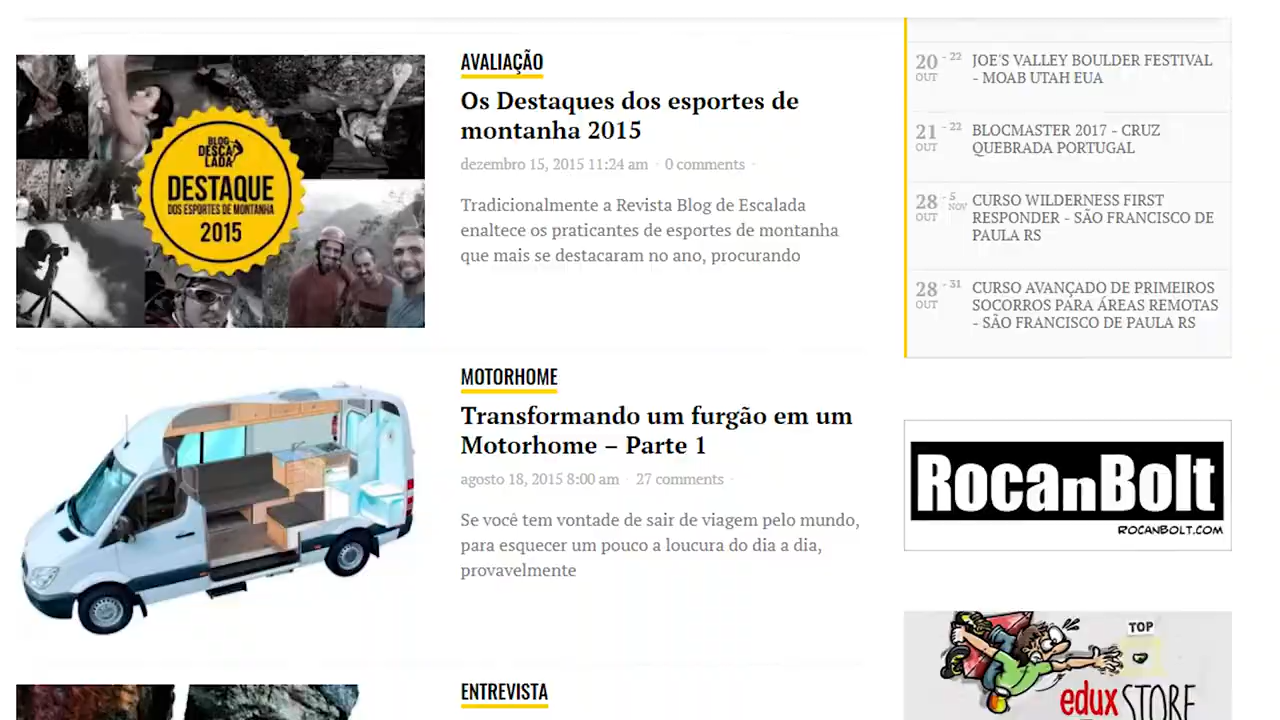 BLOG
DESCA
LADA
DESTAQUE
DOS ESPORTES DE MONTANHA
2015
AVALIAÇÃO
Os Destaques dos esportes de
montanha 2015
dezembro 15, 2015 11:24 am - 0 comments -
Tradicionalmente a Revista Blog de Escalada
enaltece os praticantes de esportes de montanha
que mais se destacaram no ano, procurando
MOTORHOME
Transformando um furgão em um
Motorhome – Parte 1
agosto 18, 2015 8:00 am - 27 comments -
Se você tem vontade de sair de viagem pelo mundo,
para esquecer um pouco a loucura do dia a dia,
provavelmente
ENTREVISTA
20 - 22 JOE'S VALLEY BOULDER FESTIVAL
OUT - MOAB UTAH EUA
21 - 22 BLOCMASTER 2017 - CRUZ
OUT QUEBRADA PORTUGAL
28 - 5 CURSO WILDERNESS FIRST
OUT NOV RESPONDER - SÃO FRANCISCO DE
PAULA RS
28 - 31 CURSO AVANÇADO DE PRIMEIROS
OUT SOCORROS PARA ÁREAS REMOTAS
- SÃO FRANCISCO DE PAULA RS
RocanBolt
ROCANBOLT.COM
TOP
edux STORE